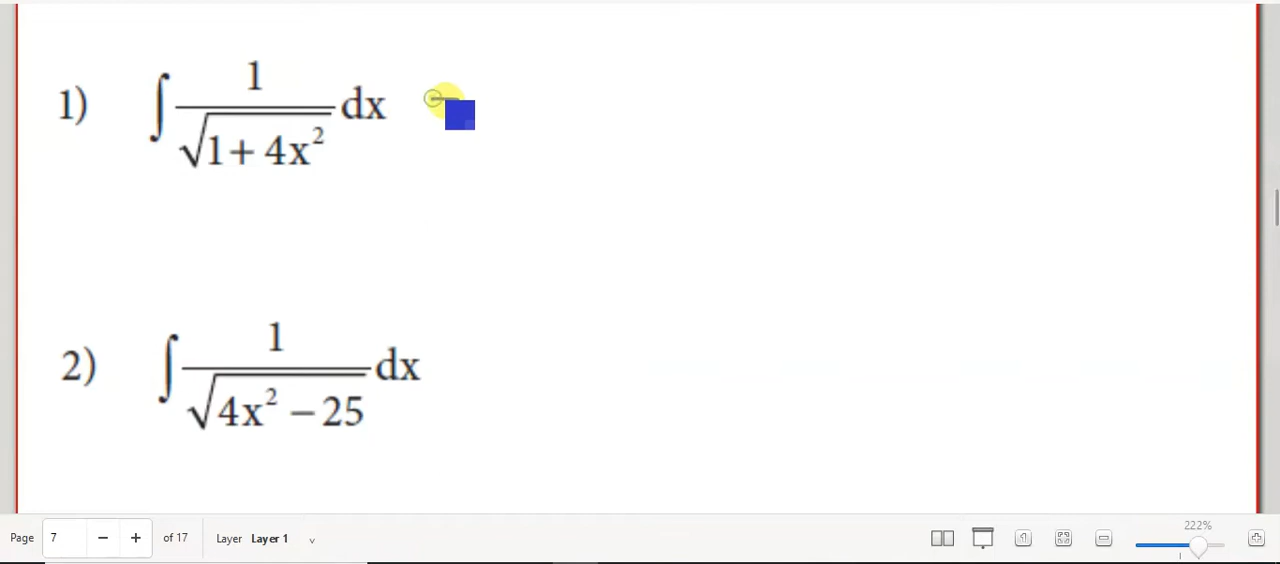 1) ∫ 1/√(1 + 4x²) dx
2) ∫ 1/√(4x² – 25) dx
Page 7 – + of 17 Layer Layer 1 222%